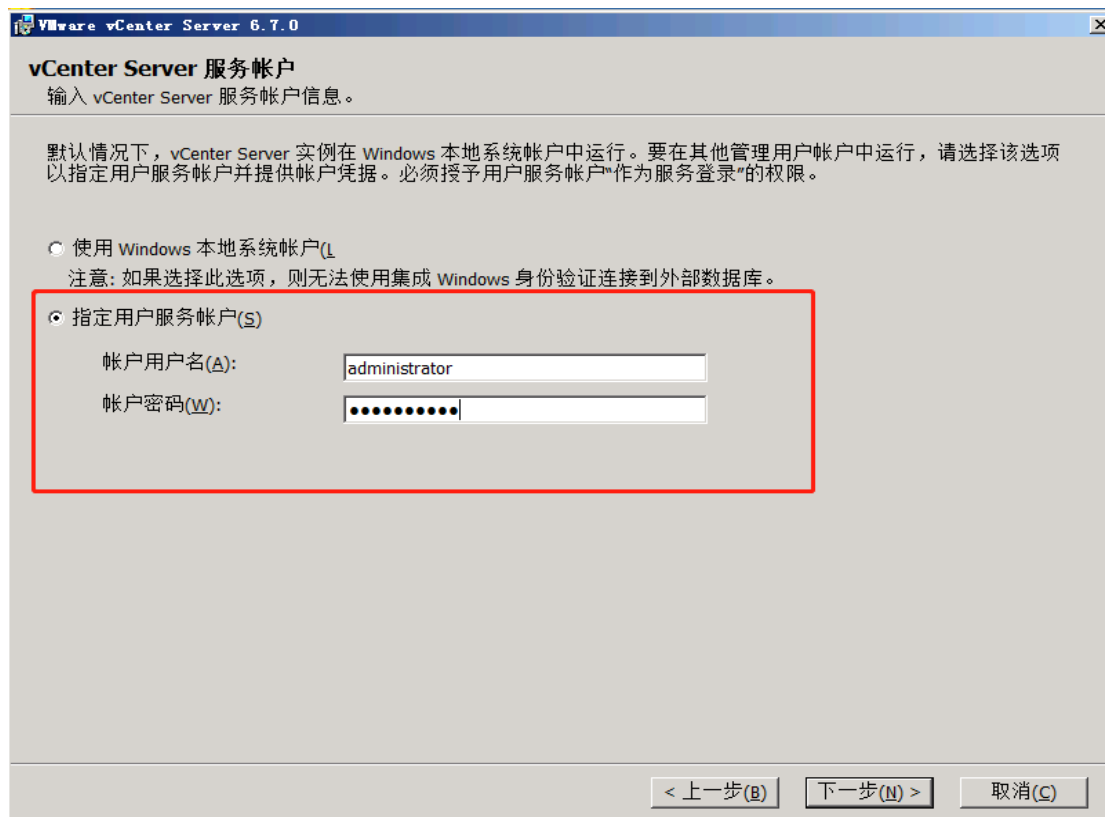 VMware vCenter Server 6.7.0
vCenter Server 服务帐户
输入 vCenter Server 服务帐户信息。
默认情况下，vCenter Server 实例在 Windows 本地系统帐户中运行。要在其他管理用户帐户中运行，请选择该选项
以指定用户服务帐户并提供帐户凭据。必须授予用户服务帐户“作为服务登录”的权限。
使用 Windows 本地系统帐户(L
注意: 如果选择此选项，则无法使用集成 Windows 身份验证连接到外部数据库。
指定用户服务帐户(S)
帐户用户名(A): administrator
帐户密码(W): ●●●●●●●●●●
< 上一步(B) 下一步(N) > 取消(C)